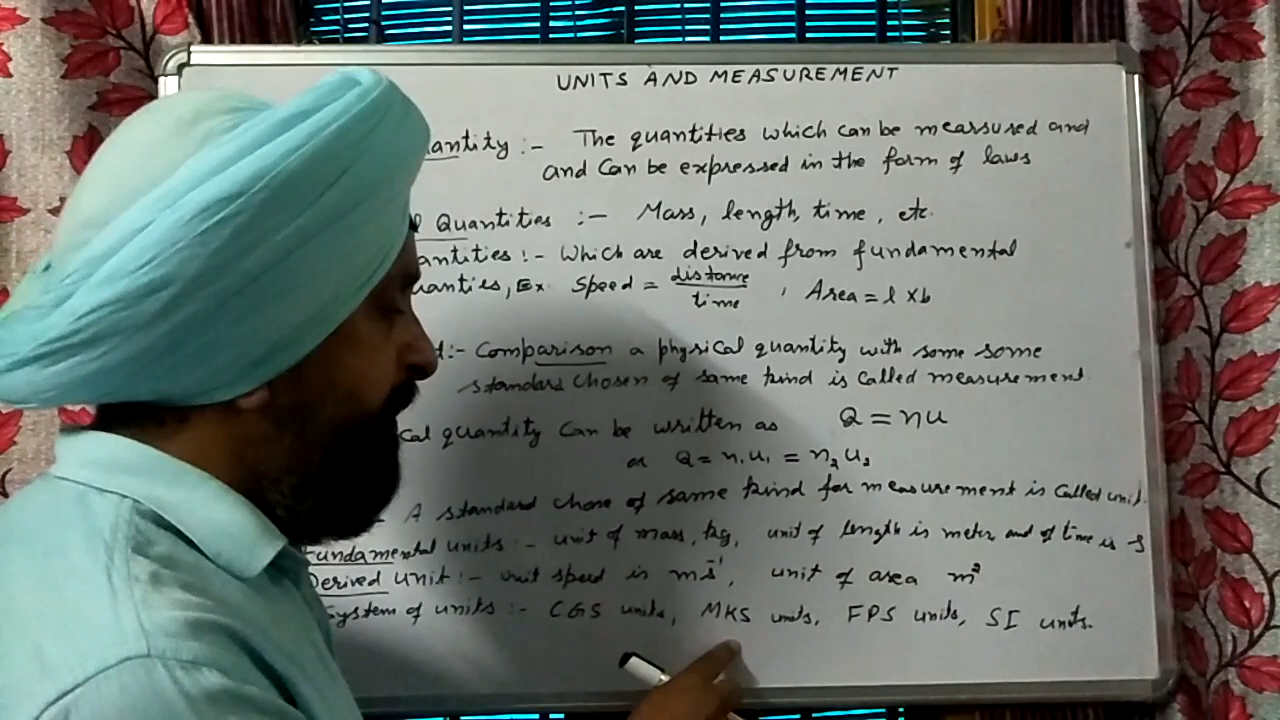 UNITS AND MEASUREMENT
antity :- The quantities which can be mearsured and
and Can be expressed in the form of laws
l Quantities :- Mass, length, time, etc.
antities :- Which are derived from fundamental
uanties, Ex Speed = distance/time , Area = l x b
t :- Comparison a physical quantity with some some
standard chosen of same kind is called measurement.
cal quantity can be written as Q = nu
or Q = n₁u₁ = n₂u₂
- A standard chose of same kind for measurement is called unit.
Fundamental units :- unit of mass, kg, unit of length is meter and of time is s
Derived unit :- unit speed is ms⁻¹, unit of area m²
System of units :- CGS units, MKS units, FPS units, SI units.